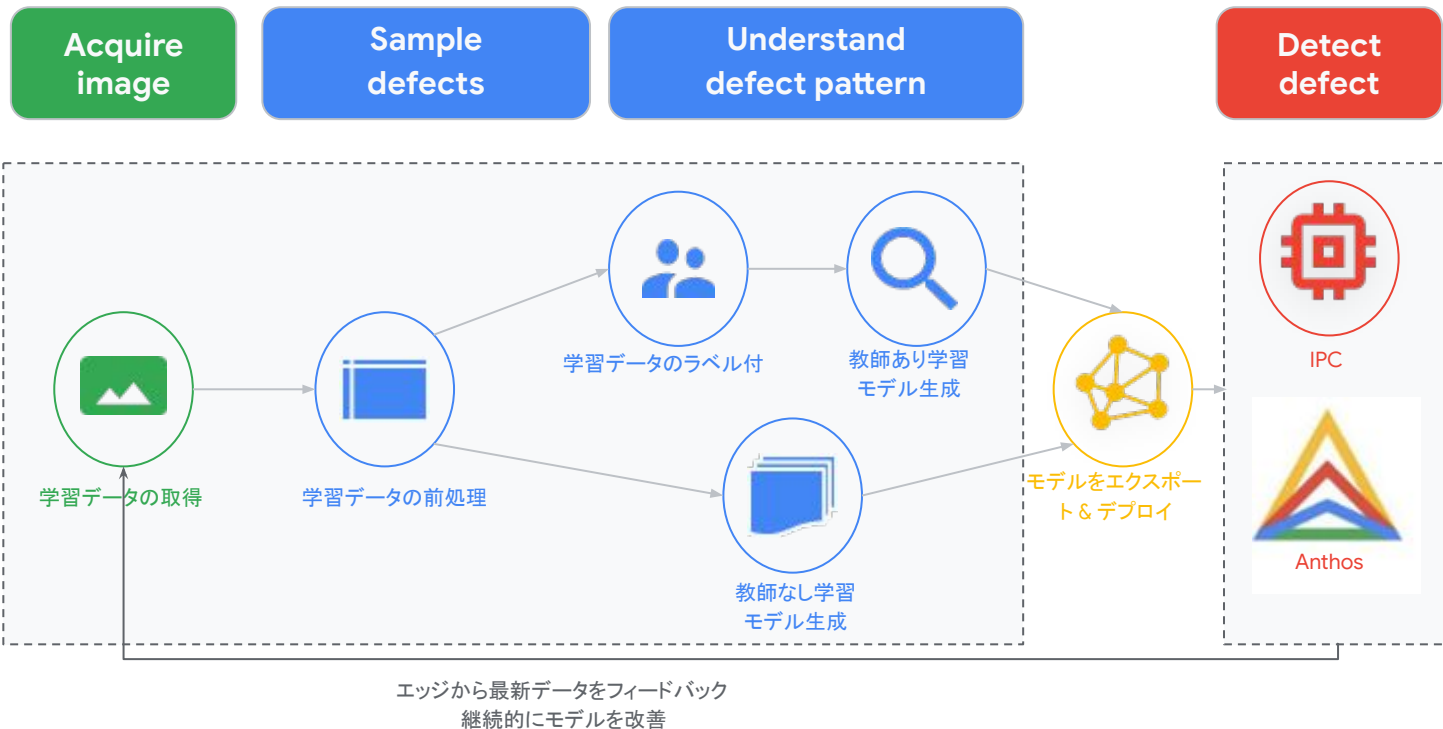 Acquire
image
Sample
defects
Understand
defect pattern
Detect
defect
学習データの取得
学習データの前処理
学習データのラベル付
教師あり学習
モデル生成
教師なし学習
モデル生成
モデルをエクスポー
ト & デプロイ
IPC
Anthos
エッジから最新データをフィードバック
継続的にモデルを改善